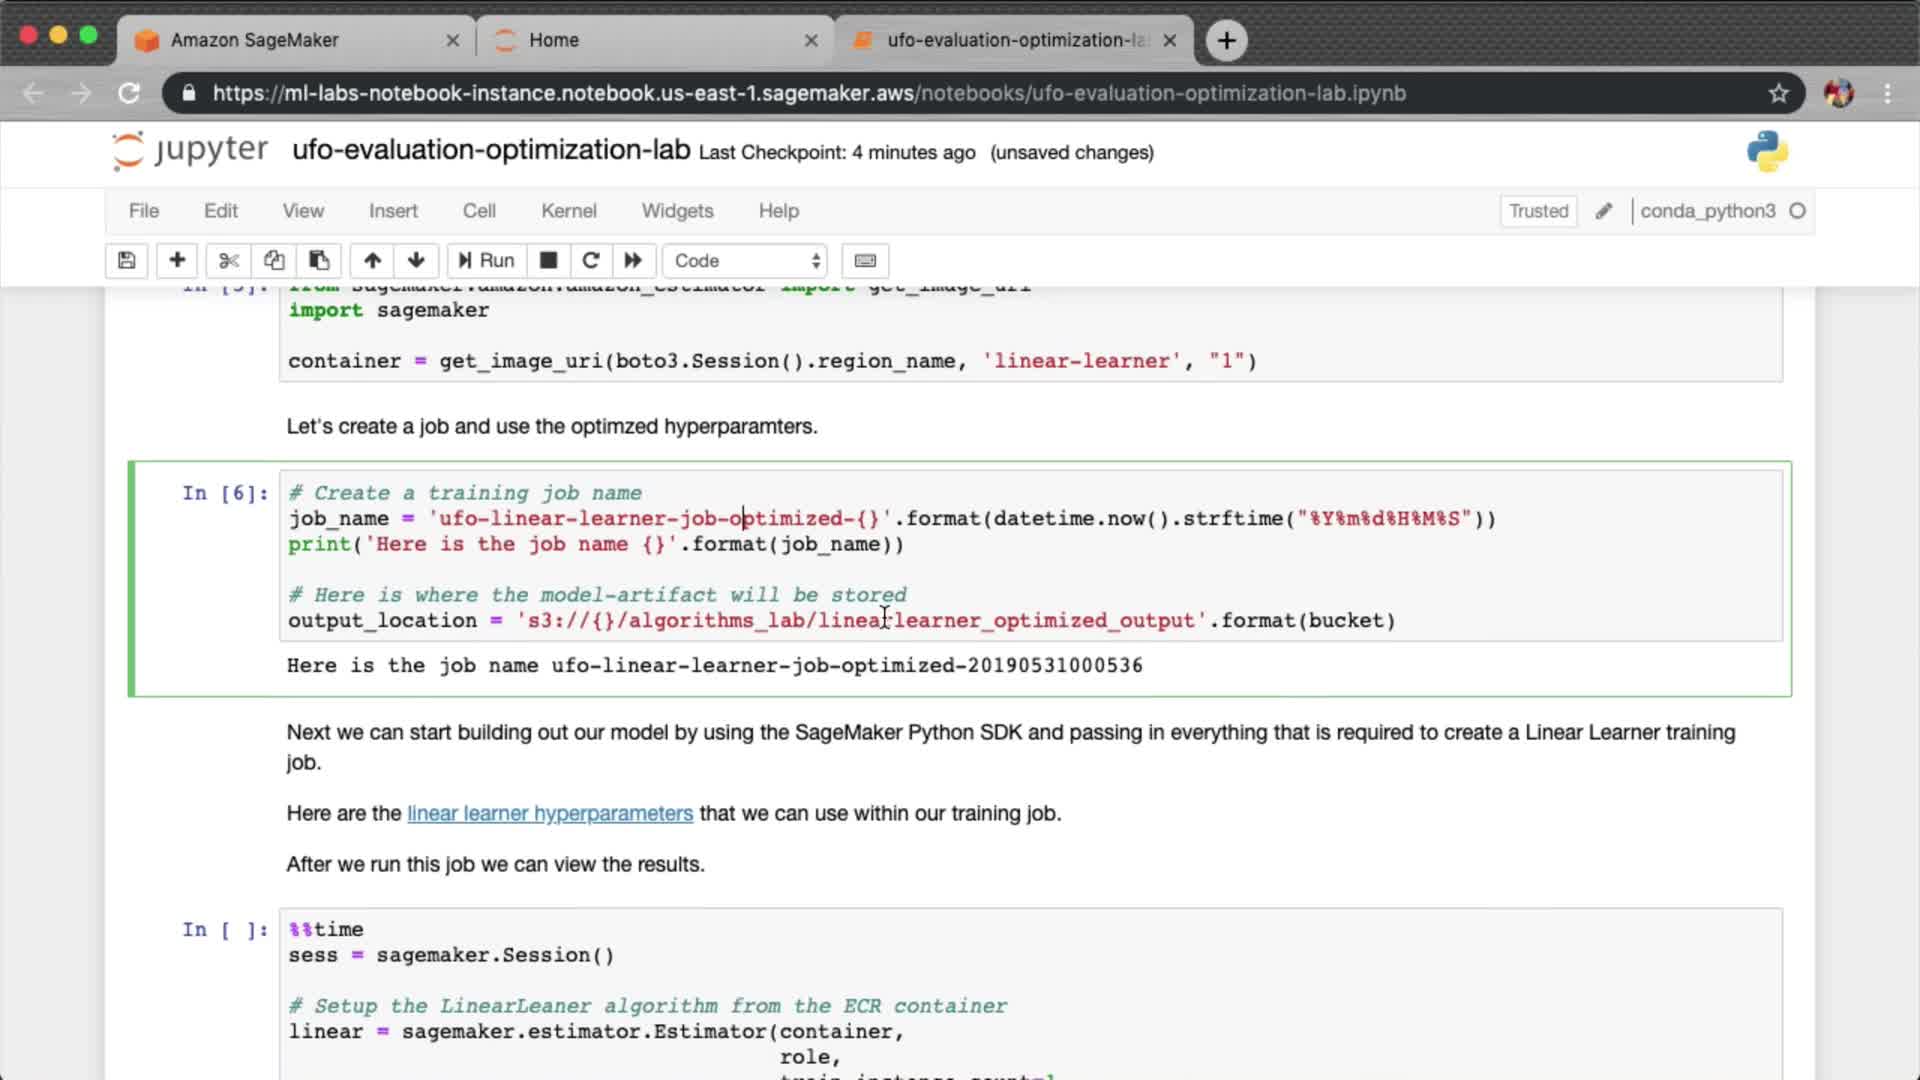 Amazon SageMaker
Home
ufo-evaluation-optimization-la
https://ml-labs-notebook-instance.notebook.us-east-1.sagemaker.aws/notebooks/ufo-evaluation-optimization-lab.ipynb
jupyter ufo-evaluation-optimization-lab Last Checkpoint: 4 minutes ago (unsaved changes)
File Edit View Insert Cell Kernel Widgets Help Trusted conda_python3
Run Code
In [5]: from sagemaker.amazon.amazon_estimator import get_image_uri
import sagemaker
container = get_image_uri(boto3.Session().region_name, 'linear-learner', "1")
Let's create a job and use the optimzed hyperparamters.
In [6]: # Create a training job name
job_name = 'ufo-linear-learner-job-optimized-{}'.format(datetime.now().strftime("%Y%m%d%H%M%S"))
print('Here is the job name {}'.format(job_name))
# Here is where the model-artifact will be stored
output_location = 's3://{}/algorithms_lab/linearlearner_optimized_output'.format(bucket)
Here is the job name ufo-linear-learner-job-optimized-20190531000536
Next we can start building out our model by using the SageMaker Python SDK and passing in everything that is required to create a Linear Learner training
job.
Here are the linear learner hyperparameters that we can use within our training job.
After we run this job we can view the results.
In [ ]: %%time
sess = sagemaker.Session()
# Setup the LinearLeaner algorithm from the ECR container
linear = sagemaker.estimator.Estimator(container,
role,
train_instance_count=1